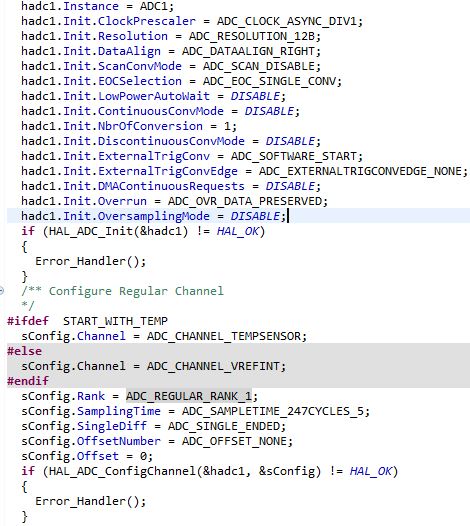 hadc1.Instance = ADC1;
hadc1.Init.ClockPrescaler = ADC_CLOCK_ASYNC_DIV1;
hadc1.Init.Resolution = ADC_RESOLUTION_12B;
hadc1.Init.DataAlign = ADC_DATAALIGN_RIGHT;
hadc1.Init.ScanConvMode = ADC_SCAN_DISABLE;
hadc1.Init.EOCSelection = ADC_EOC_SINGLE_CONV;
hadc1.Init.LowPowerAutoWait = DISABLE;
hadc1.Init.ContinuousConvMode = DISABLE;
hadc1.Init.NbrOfConversion = 1;
hadc1.Init.DiscontinuousConvMode = DISABLE;
hadc1.Init.ExternalTrigConv = ADC_SOFTWARE_START;
hadc1.Init.ExternalTrigConvEdge = ADC_EXTERNALTRIGCONVEDGE_NONE;
hadc1.Init.DMAContinuousRequests = DISABLE;
hadc1.Init.Overrun = ADC_OVR_DATA_PRESERVED;
hadc1.Init.OversamplingMode = DISABLE;
if (HAL_ADC_Init(&hadc1) != HAL_OK)
{
Error_Handler();
}
/** Configure Regular Channel
*/
#ifdef START_WITH_TEMP
sConfig.Channel = ADC_CHANNEL_TEMPSENSOR;
#else
sConfig.Channel = ADC_CHANNEL_VREFINT;
#endif
sConfig.Rank = ADC_REGULAR_RANK_1;
sConfig.SamplingTime = ADC_SAMPLETIME_247CYCLES_5;
sConfig.SingleDiff = ADC_SINGLE_ENDED;
sConfig.OffsetNumber = ADC_OFFSET_NONE;
sConfig.Offset = 0;
if (HAL_ADC_ConfigChannel(&hadc1, &sConfig) != HAL_OK)
{
Error_Handler();
}